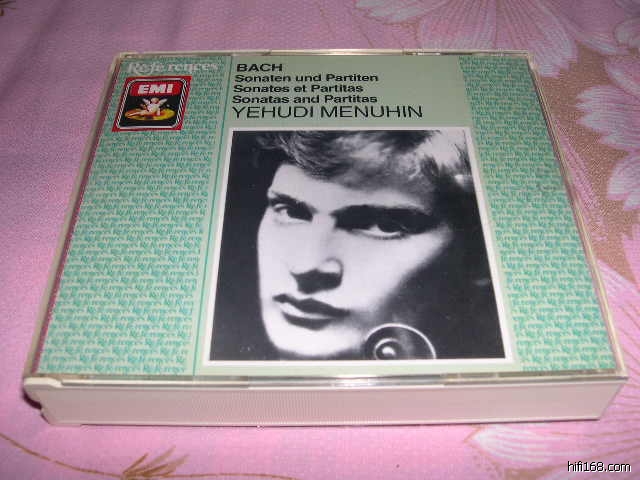 Références
EMI
BACH
Sonaten und Partiten
Sonates et Partitas
Sonatas and Partitas
YEHUDI MENUHIN
hifi168.com